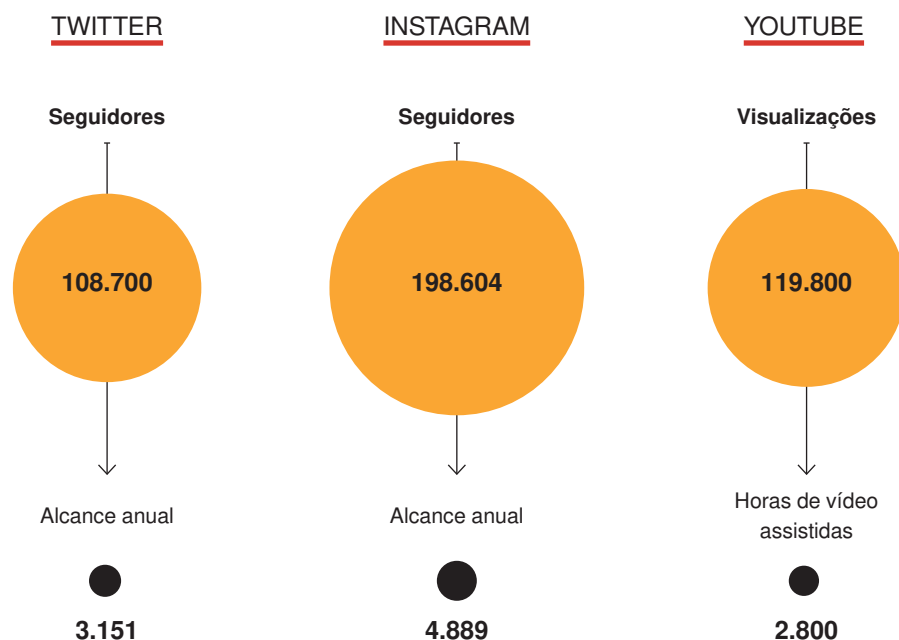 TWITTER
Seguidores
108.700
Alcance anual
3.151
INSTAGRAM
Seguidores
198.604
Alcance anual
4.889
YOUTUBE
Visualizações
119.800
Horas de vídeo
assistidas
2.800